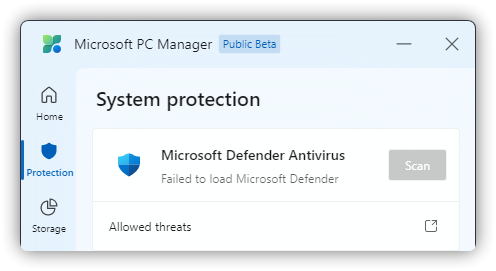 Microsoft PC Manager Public Beta
Home
System protection
Protection
Microsoft Defender Antivirus
Failed to load Microsoft Defender
Scan
Storage
Allowed threats